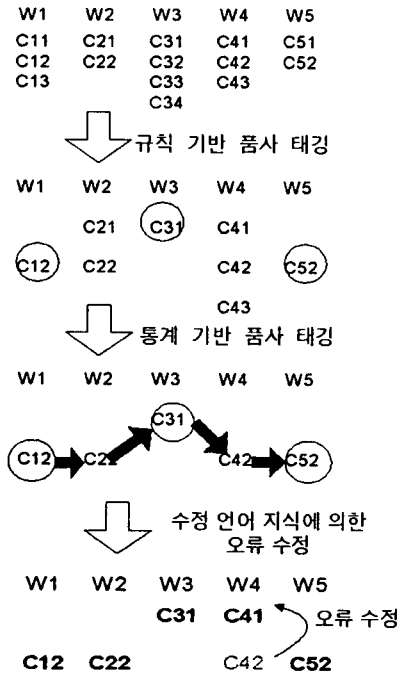 W1 W2 W3 W4 W5
C11 C21 C31 C41 C51
C12 C22 C32 C42 C52
C13 C33 C43
C34
규칙 기반 품사 태깅
W1 W2 W3 W4 W5
C21 C31 C41
C12 C22 C42 C52
C43
통계 기반 품사 태깅
W1 W2 W3 W4 W5
C31
C12 C22 C42 C52
수정 언어 지식에 의한
오류 수정
W1 W2 W3 W4 W5
C31 C41
오류 수정
C12 C22 C42 C52